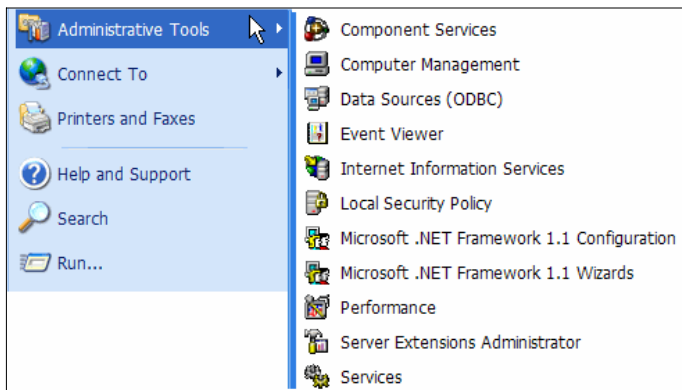 Administrative Tools
Connect To
Printers and Faxes
Help and Support
Search
Run...
Component Services
Computer Management
Data Sources (ODBC)
Event Viewer
Internet Information Services
Local Security Policy
Microsoft .NET Framework 1.1 Configuration
Microsoft .NET Framework 1.1 Wizards
Performance
Server Extensions Administrator
Services